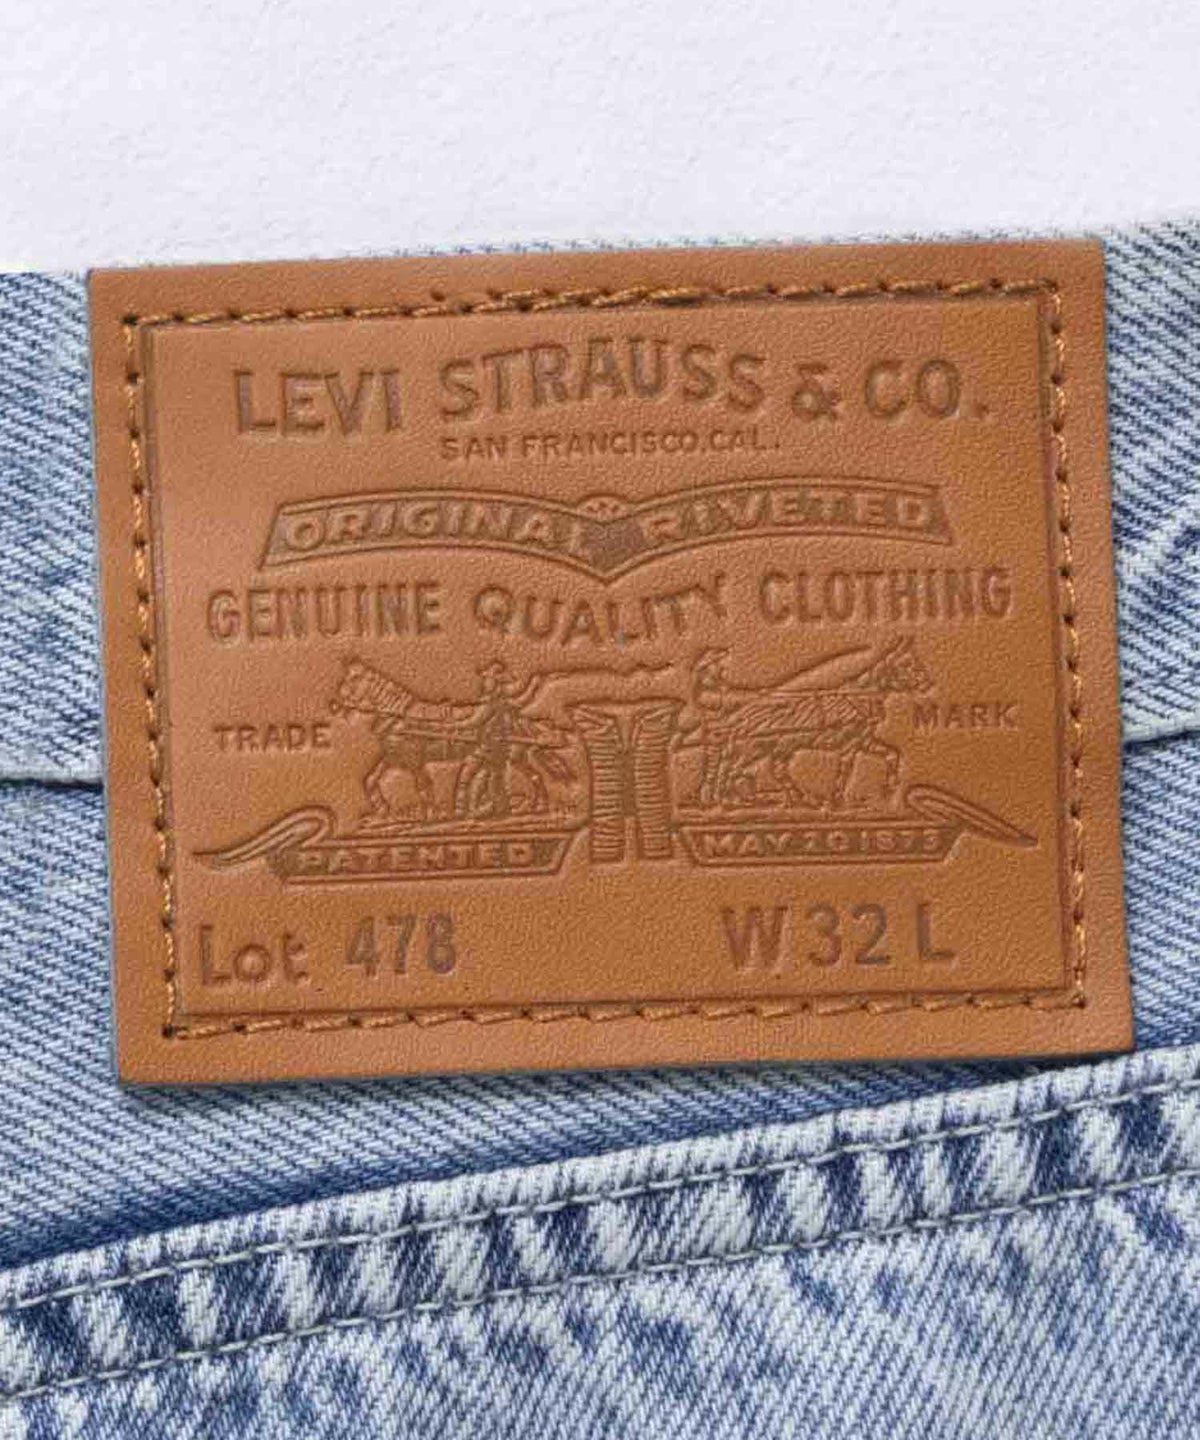 LEVI STRAUSS & CO.
SAN FRANCISCO, CAL.
ORIGINAL RIVETED
GENUINE QUALITY CLOTHING
TRADE MARK
PATENTED MAY 20 1873
Lot 478 W 32 L